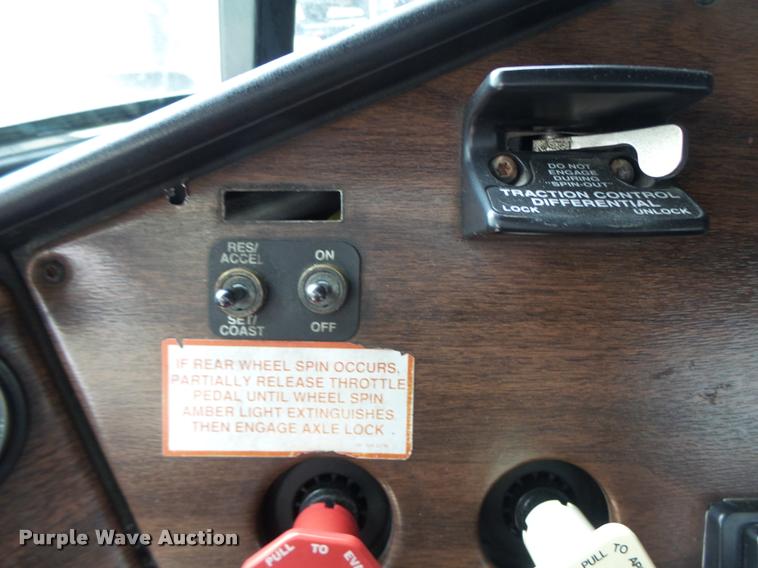 DO NOT
ENGAGE
DURING
"SPIN-OUT"
TRACTION CONTROL
DIFFERENTIAL
LOCK UNLOCK
RES/
ACCEL
ON
SET/
COAST
OFF
IF REAR WHEEL SPIN OCCURS,
PARTIALLY RELEASE THROTTLE
PEDAL UNTIL WHEEL SPIN
AMBER LIGHT EXTINGUISHES
THEN ENGAGE AXLE LOCK.
PULL TO
PULL TO
Purple Wave Auction